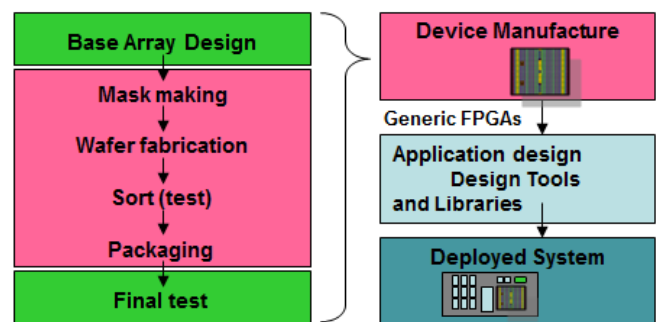 Base Array Design
Mask making
Wafer fabrication
Sort (test)
Packaging
Final test
Device Manufacture
Generic FPGAs
Application design
Design Tools
and Libraries
Deployed System